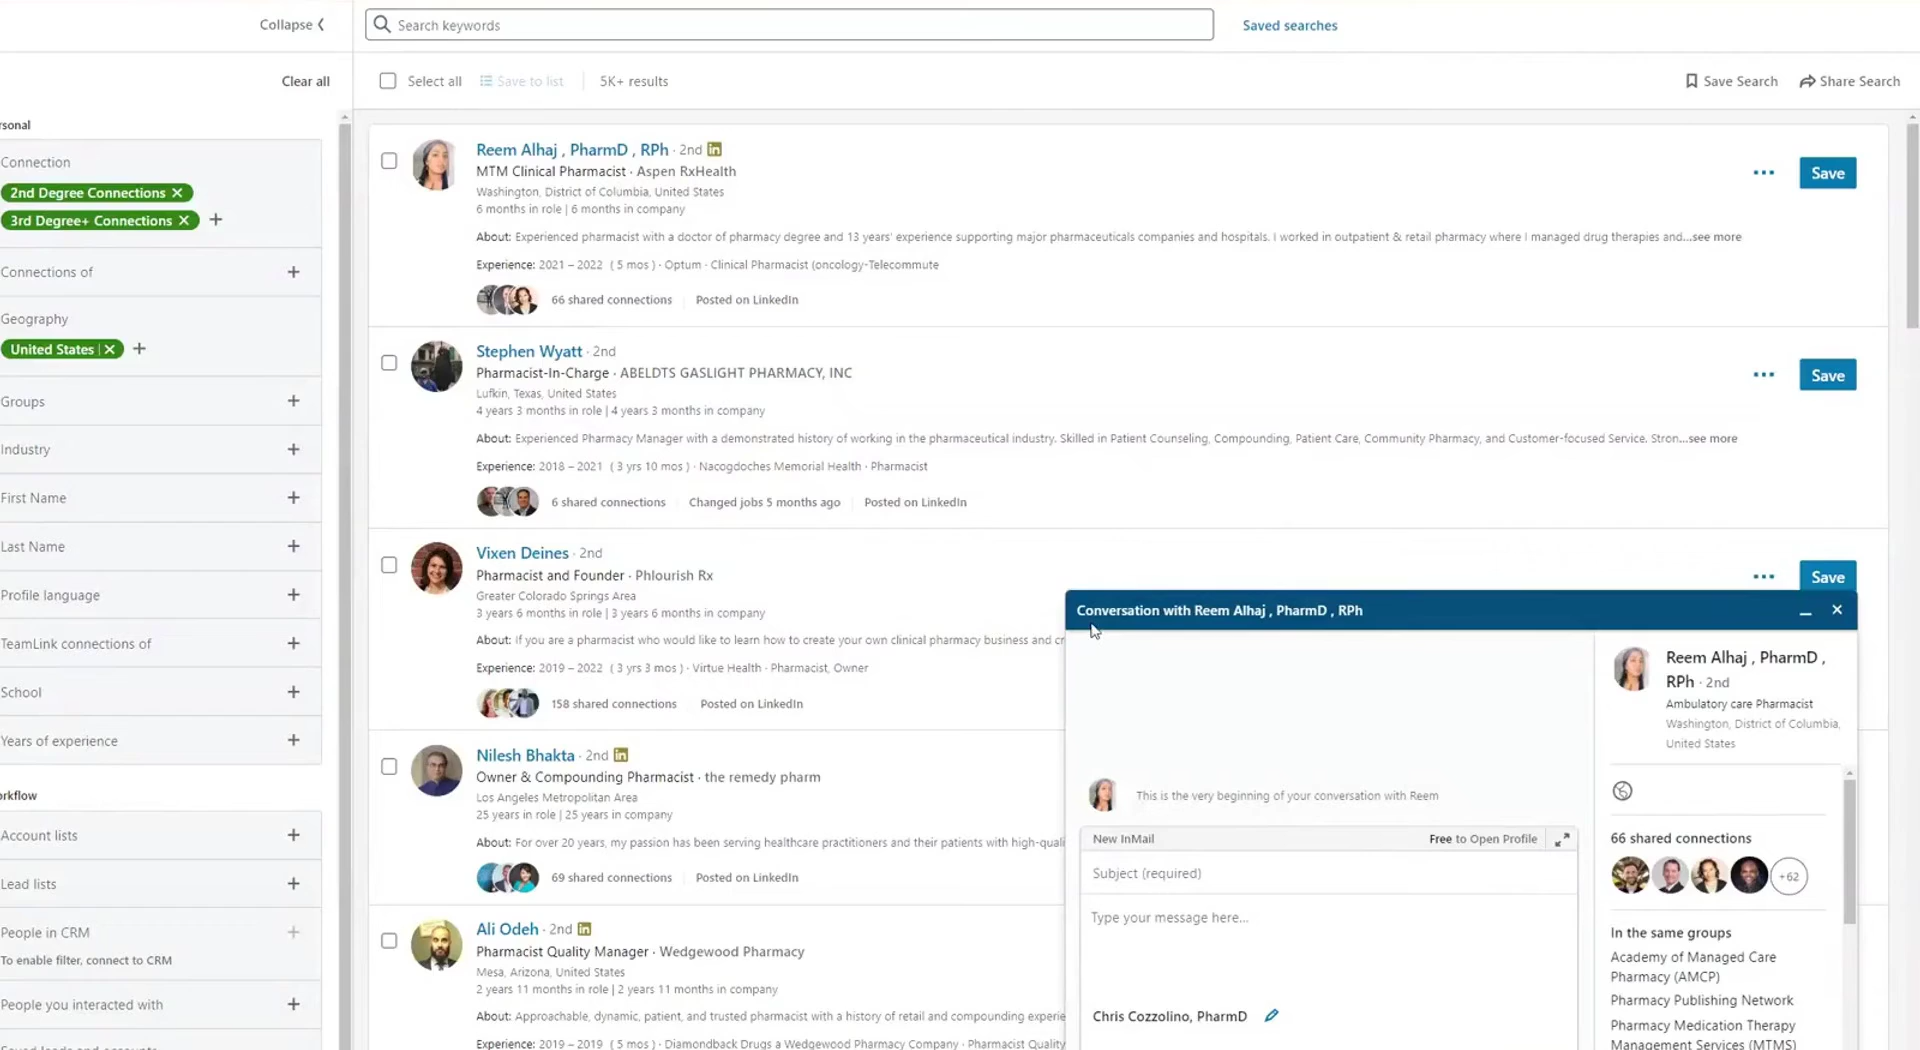 Collapse
Search keywords
Saved searches
Clear all
Select all
Save to list
5K+ results
Save Search
Share Search
rsonal
Connection
2nd Degree Connections
3rd Degree+ Connections
Connections of
Geography
United States
Groups
Industry
First Name
Last Name
Profile language
TeamLink connections of
School
Years of experience
orkflow
Account lists
Lead lists
People in CRM
To enable filter, connect to CRM
People you interacted with
Saved leads and accounts
Reem Alhaj , PharmD , RPh · 2nd in
MTM Clinical Pharmacist · Aspen RxHealth
Washington, District of Columbia, United States
6 months in role | 6 months in company
About: Experienced pharmacist with a doctor of pharmacy degree and 13 years' experience supporting major pharmaceuticals companies and hospitals. I worked in outpatient & retail pharmacy where I managed drug therapies and...see more
Experience: 2021 – 2022 ( 5 mos ) · Optum · Clinical Pharmacist (oncology-Telecommute
66 shared connections
Posted on LinkedIn
Save
Stephen Wyatt · 2nd
Pharmacist-In-Charge · ABELDTS GASLIGHT PHARMACY, INC
Lufkin, Texas, United States
4 years 3 months in role | 4 years 3 months in company
About: Experienced Pharmacy Manager with a demonstrated history of working in the pharmaceutical industry. Skilled in Patient Counseling, Compounding, Patient Care, Community Pharmacy, and Customer-focused Service. Stron...see more
Experience: 2018 – 2021 ( 3 yrs 10 mos ) · Nacogdoches Memorial Health · Pharmacist
6 shared connections
Changed jobs 5 months ago
Posted on LinkedIn
Save
Vixen Deines · 2nd
Pharmacist and Founder · Phlourish Rx
Greater Colorado Springs Area
3 years 6 months in role | 3 years 6 months in company
About: If you are a pharmacist who would like to learn how to create your own clinical pharmacy business and cr
Experience: 2019 – 2022 ( 3 yrs 3 mos ) · Virtue Health · Pharmacist, Owner
158 shared connections
Posted on LinkedIn
Save
Nilesh Bhakta · 2nd in
Owner & Compounding Pharmacist · the remedy pharm
Los Angeles Metropolitan Area
25 years in role | 25 years in company
About: For over 20 years, my passion has been serving healthcare practitioners and their patients with high-quali
69 shared connections
Posted on LinkedIn
Ali Odeh · 2nd in
Pharmacist Quality Manager · Wedgewood Pharmacy
Mesa, Arizona, United States
2 years 11 months in role | 2 years 11 months in company
About: Approachable, dynamic, patient, and trusted pharmacist with a history of retail and compounding experie
Experience: 2019 – 2019 ( 5 mos ) · Diamondback Drugs a Wedgewood Pharmacy Company · Pharmacist Quality
Conversation with Reem Alhaj , PharmD , RPh
This is the very beginning of your conversation with Reem
New InMail
Free to Open Profile
Subject (required)
Type your message here...
Chris Cozzolino, PharmD
Reem Alhaj , PharmD ,
RPh · 2nd
Ambulatory care Pharmacist
Washington, District of Columbia,
United States
66 shared connections
+62
In the same groups
Academy of Managed Care
Pharmacy (AMCP)
Pharmacy Publishing Network
Pharmacy Medication Therapy
Management Services (MTMS)